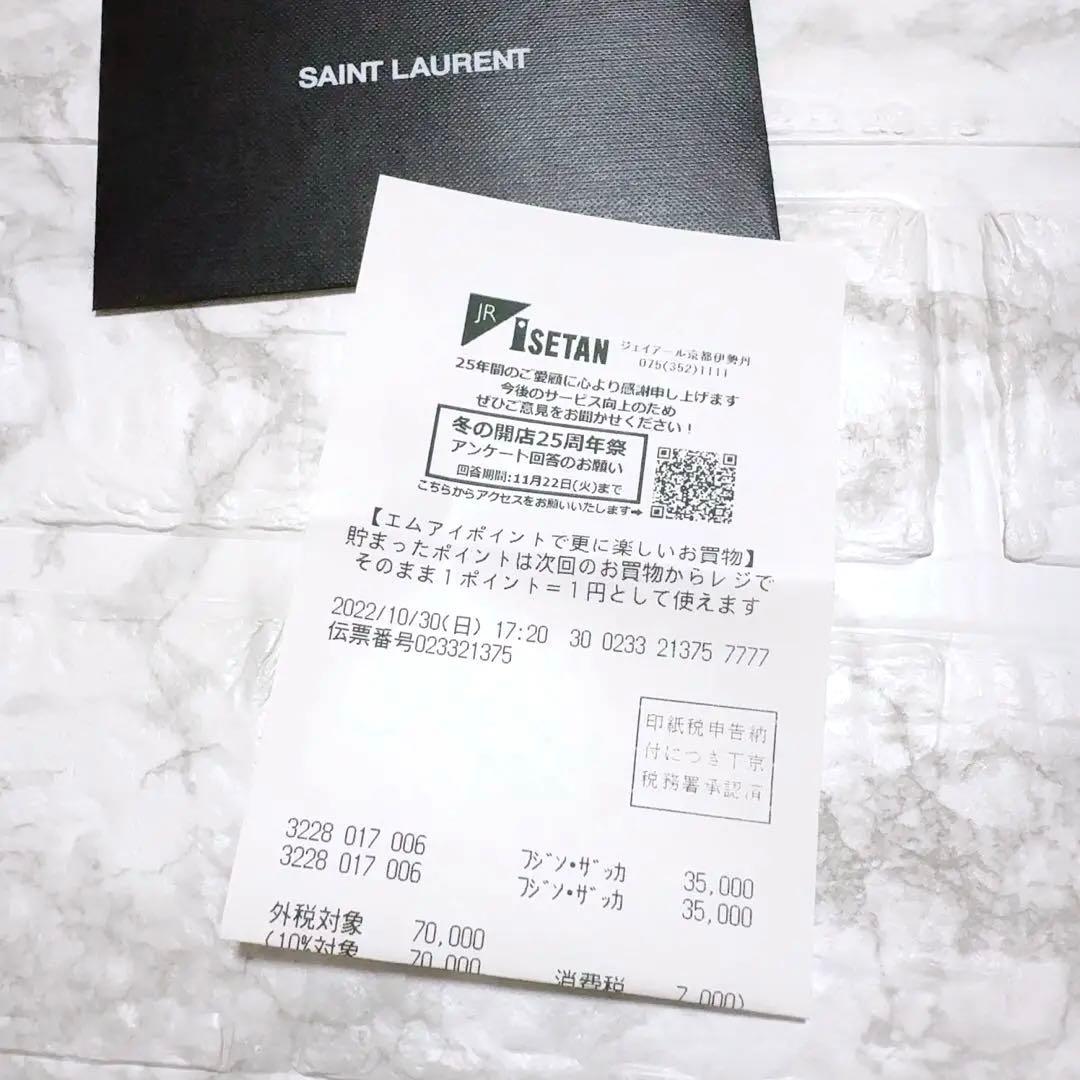 SAINT LAURENT
JR ISETAN ジェイアール京都伊勢丹
075(352)1111
25年間のご愛顧に心より感謝申し上げます
今後のサービス向上のため
ぜひご意見をお聞かせください!
冬の開店25周年祭
アンケート回答のお願い
回答期間:11月22日(火)まで
こちらからアクセスをお願いいたします➡
【エムアイポイントで更に楽しいお買物】
貯まったポイントは次回のお買物からレジで
そのまま1ポイント=1円として使えます
2022/10/30(日) 17:20 30 0233 21375 7777
伝票番号023321375
印紙税申告納
付につき下京
税務署承認済
3228 017 006 フジン・ザッカ 35,000
3228 017 006 フジン・ザッカ 35,000
外税対象 70,000
(10%対象 70,000 消費税 7,000)